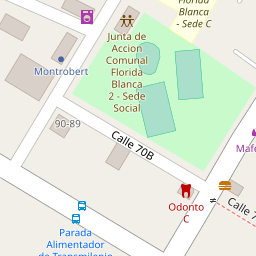 Florida
Blanca
- Sede C
Junta de
Accion
Comunal
Florida
Blanca
2 - Sede
Social
Montrobert
90-89
Calle 70B
Mafe
Odonto
C
Calle 7
Parada
Alimentador
de Transmilenio